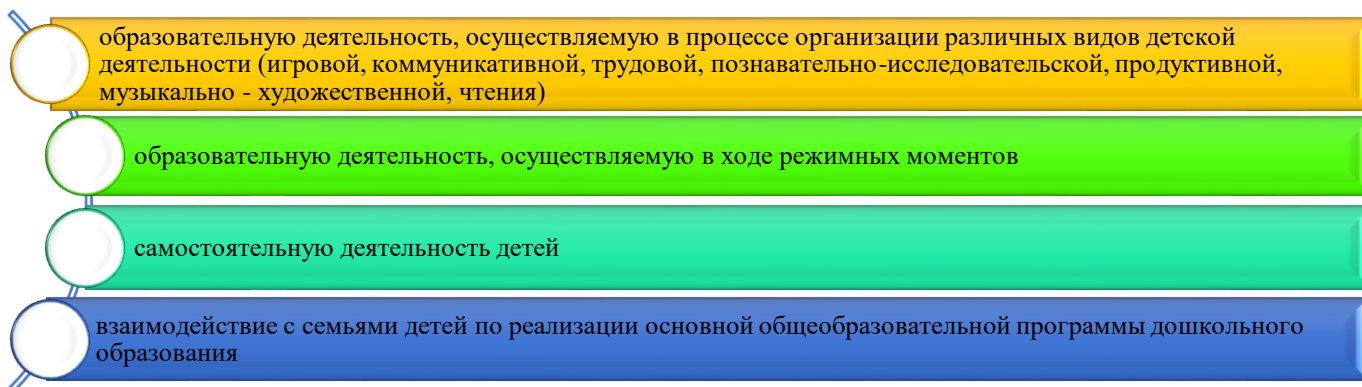 образовательную деятельность, осуществляемую в процессе организации различных видов детской
деятельности (игровой, коммуникативной, трудовой, познавательно-исследовательской, продуктивной,
музыкально - художественной, чтения)
образовательную деятельность, осуществляемую в ходе режимных моментов
самостоятельную деятельность детей
взаимодействие с семьями детей по реализации основной общеобразовательной программы дошкольного
образования